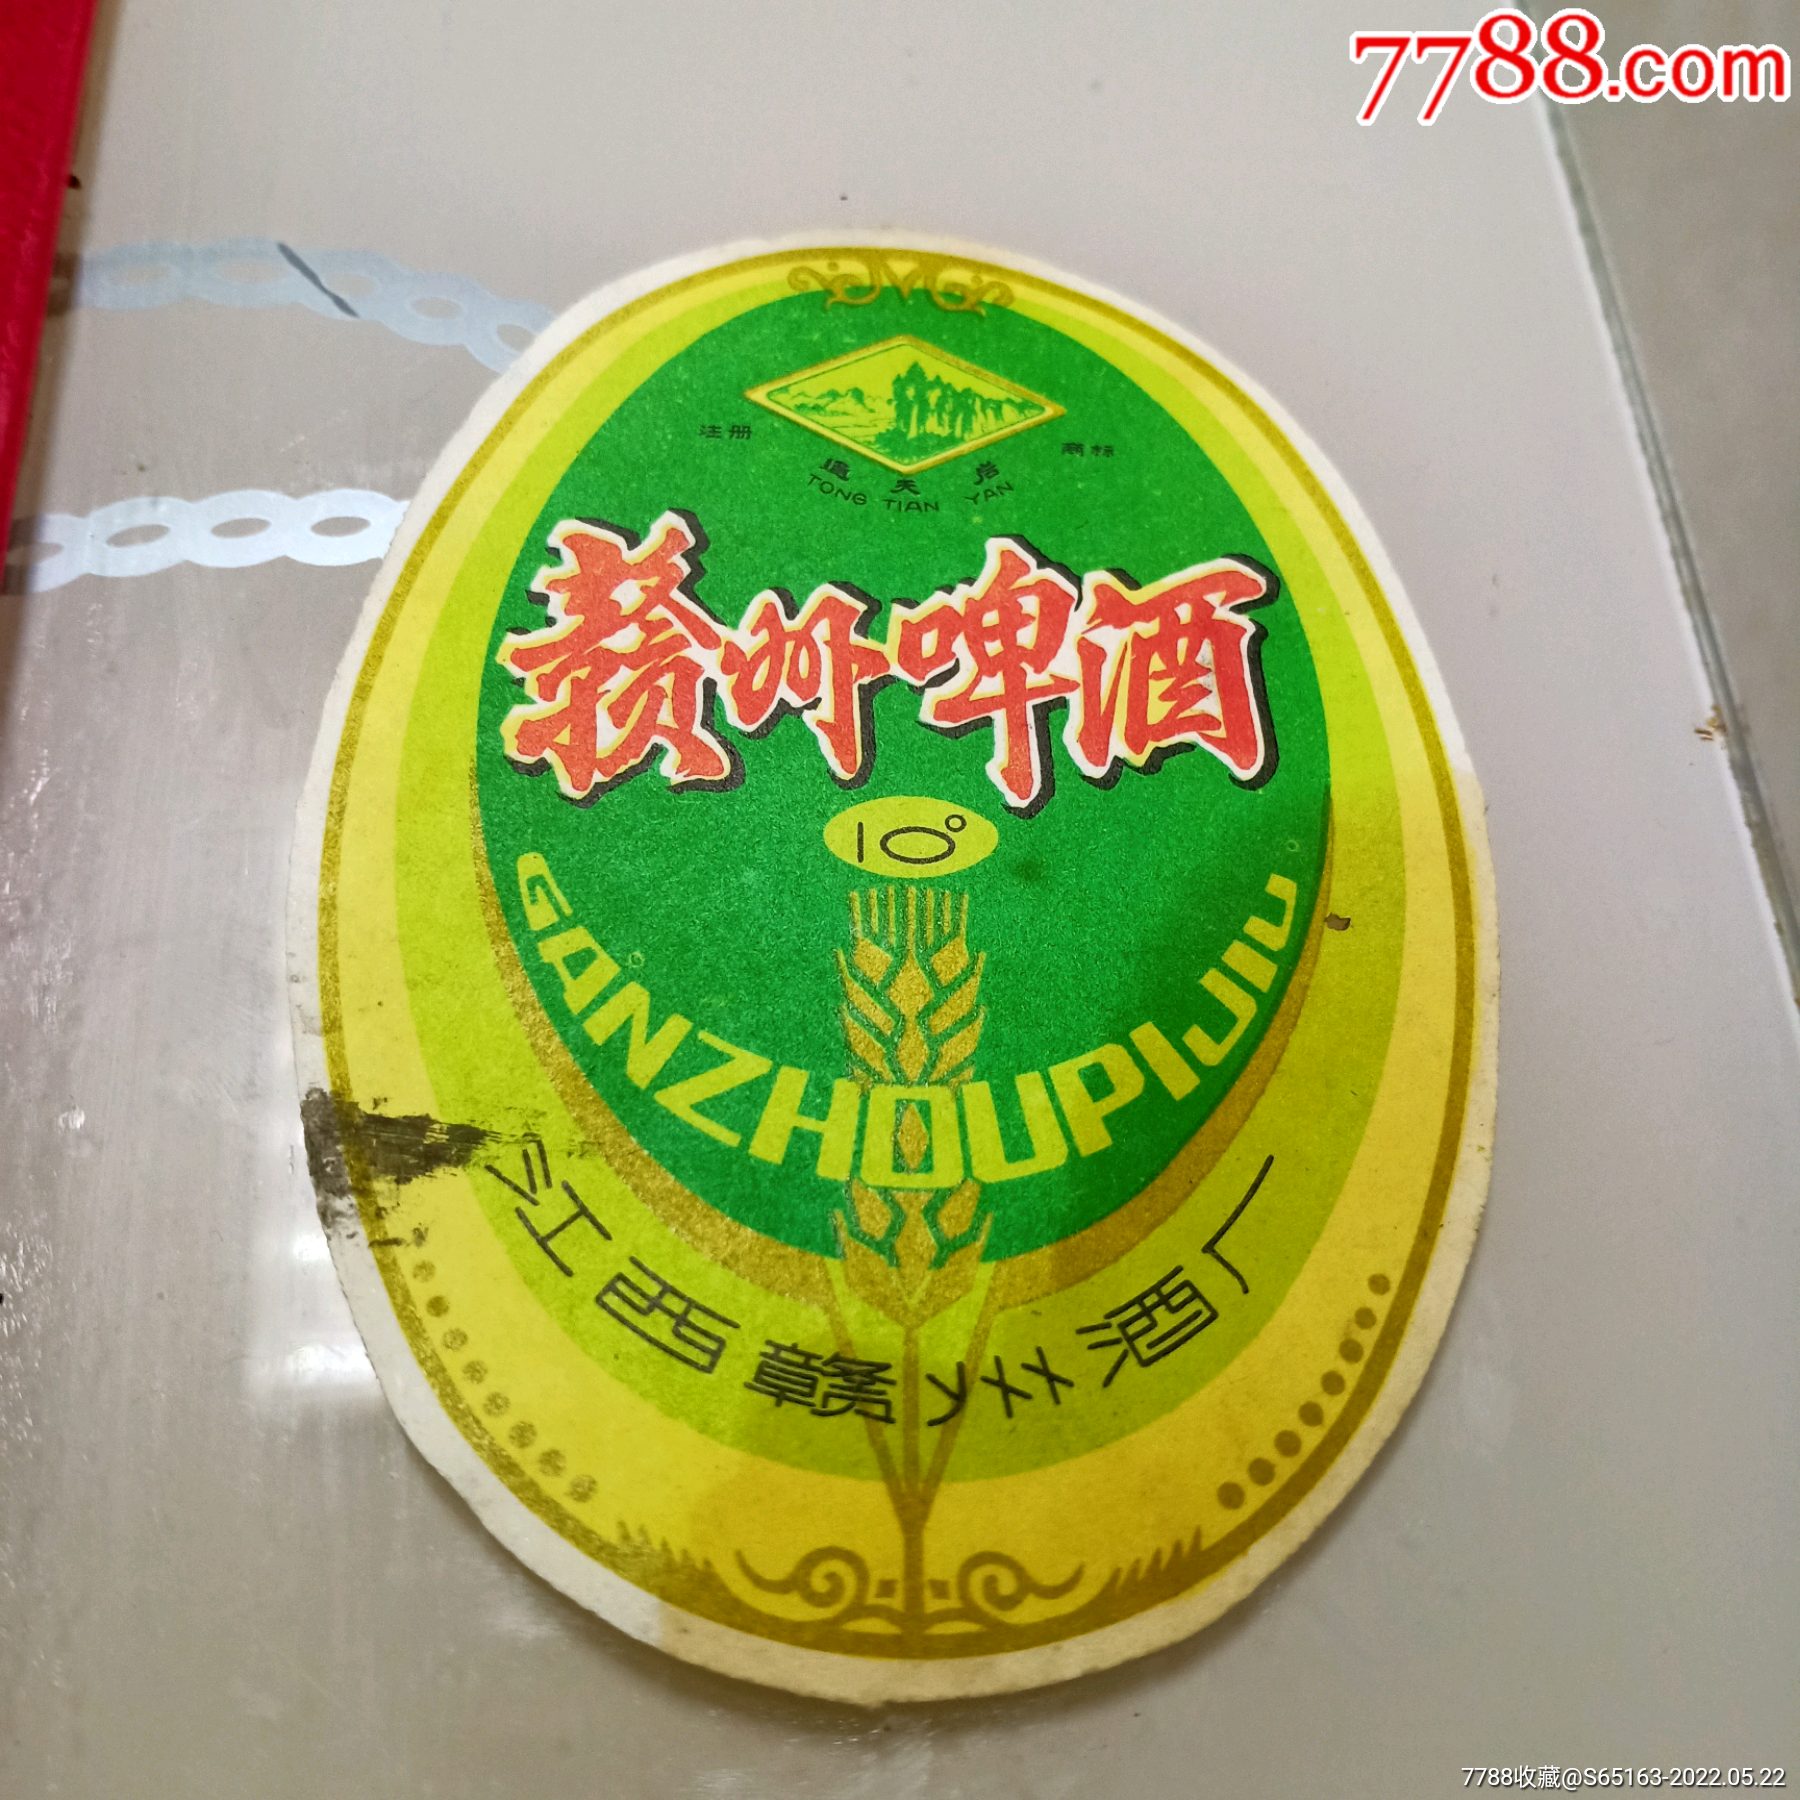 7788.com
注册 商标
通天岩
TONG TIAN YAN
赣州啤酒
10°
GANZHOUPIJIU
江西赣州酒厂
7788收藏@S65163-2022.05.22